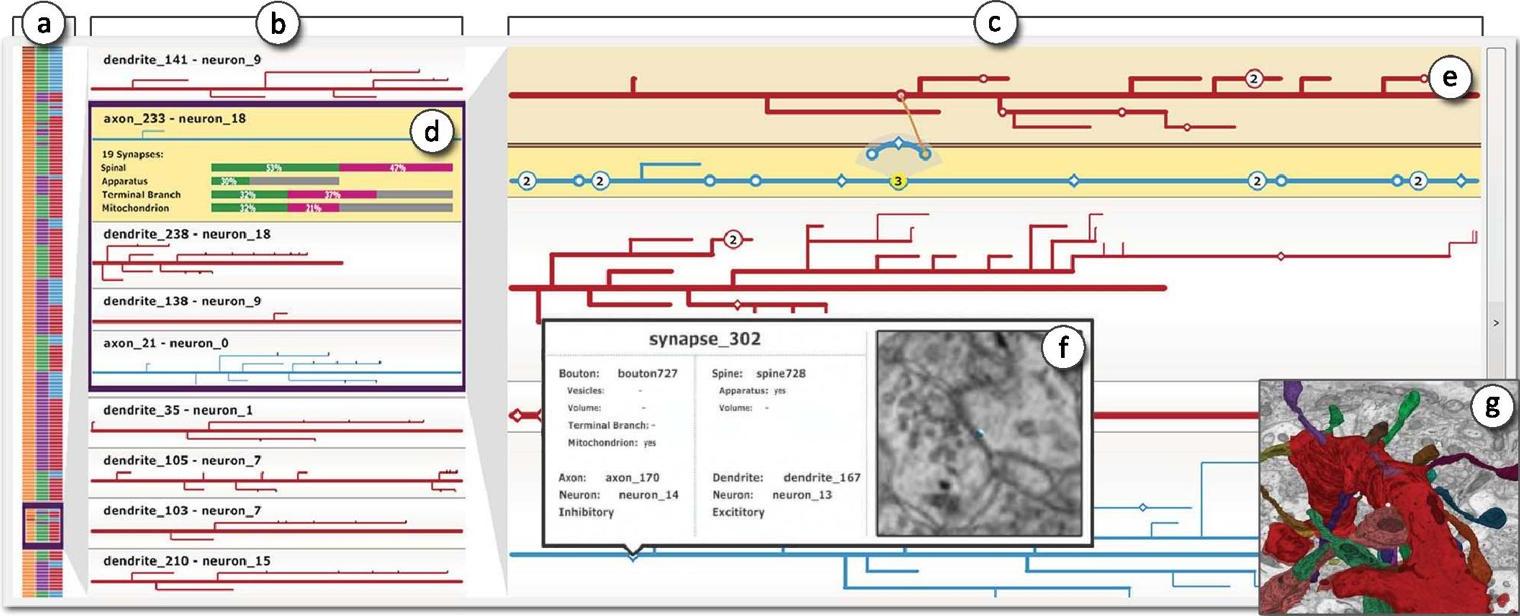 a
b
c
dendrite_141 - neuron_9
axon_233 - neuron_18
d
19 Synapses:
Spinal 53% 47%
Apparatus 30%
Terminal Branch 32% 37%
Mitochondrion 32% 21%
dendrite_238 - neuron_18
dendrite_138 - neuron_9
axon_21 - neuron_0
dendrite_35 - neuron_1
dendrite_105 - neuron_7
dendrite_103 - neuron_7
dendrite_210 - neuron_15
2
e
2 2 3 2 2
2
>
synapse_302
f
Bouton: bouton727
Vesicles: -
Volume: -
Terminal Branch: -
Mitochondrion: yes
Axon: axon_170
Neuron: neuron_14
Inhibitory
Spine: spine728
Apparatus: yes
Volume: -
Dendrite: dendrite_167
Neuron: neuron_13
Excititory
g